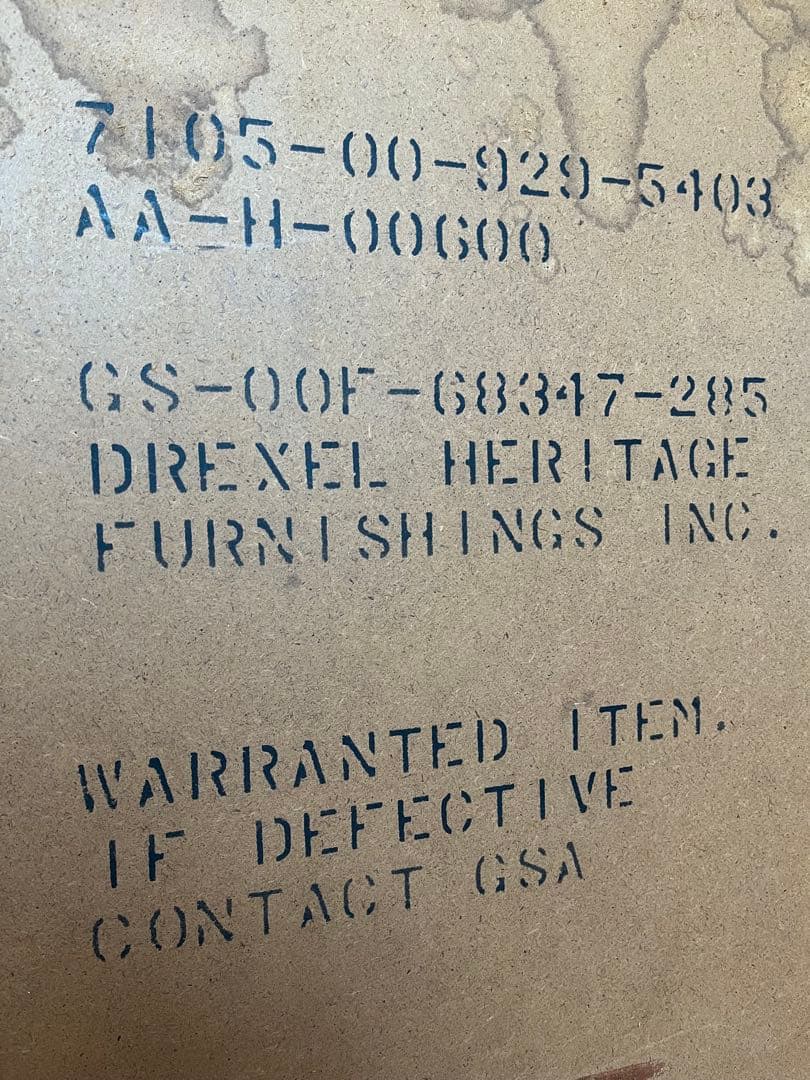 7105-00-929-5403
AA-H-00600
GS-00F-68347-285
DREXEL HERITAGE
FURNISHINGS INC.
WARRANTED ITEM.
IF DEFECTIVE
CONTACT GSA